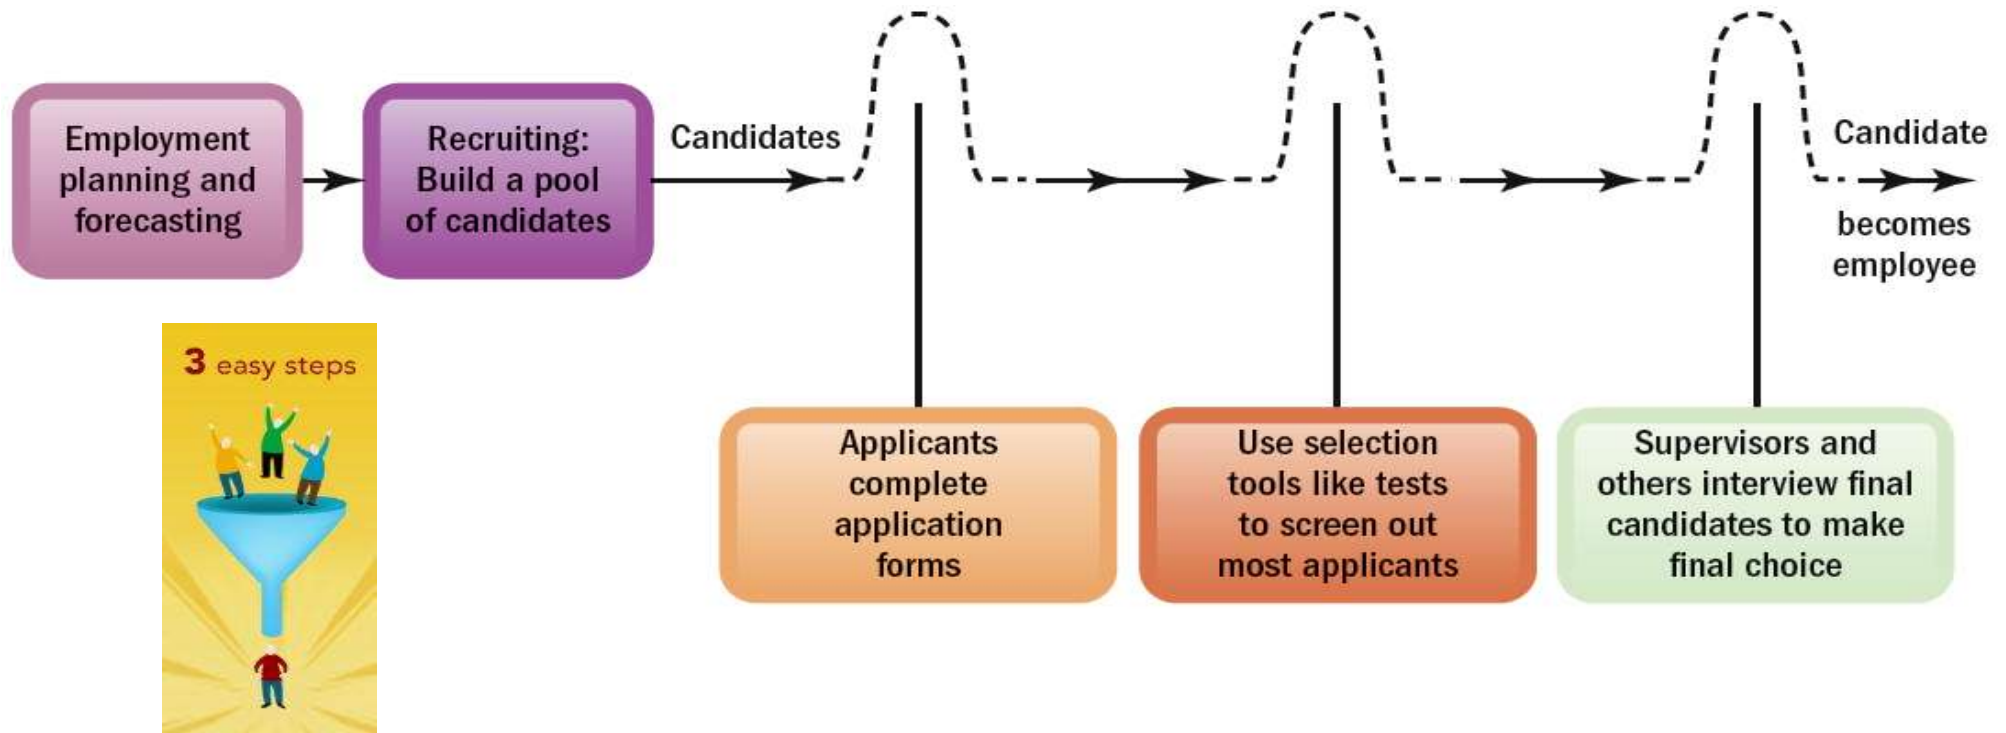 Employment
planning and
forecasting
Recruiting:
Build a pool
of candidates
Candidates
Candidate
becomes
employee
3 easy steps
Applicants
complete
application
forms
Use selection
tools like tests
to screen out
most applicants
Supervisors and
others interview final
candidates to make
final choice